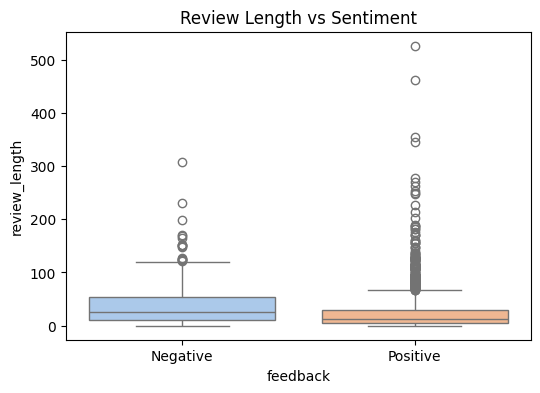 Review Length vs Sentiment
500
400
300
200
100
0
review_length
Negative
Positive
feedback